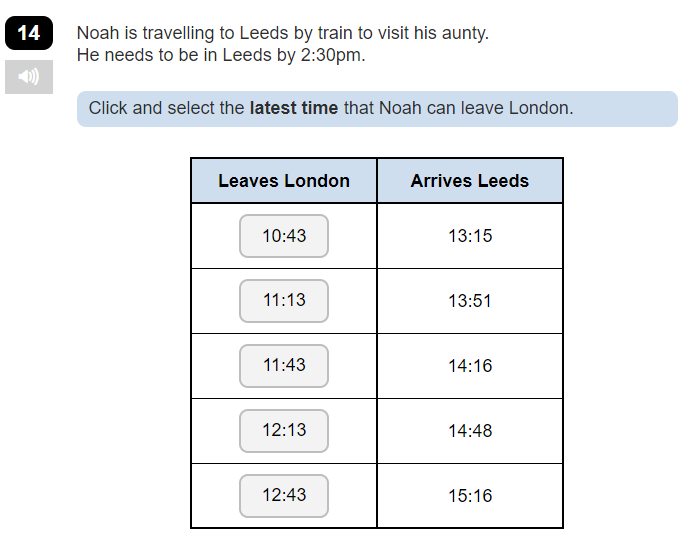 14
Noah is travelling to Leeds by train to visit his aunty.
He needs to be in Leeds by 2:30pm.
Click and select the latest time that Noah can leave London.
Leaves London Arrives Leeds
10:43 13:15
11:13 13:51
11:43 14:16
12:13 14:48
12:43 15:16